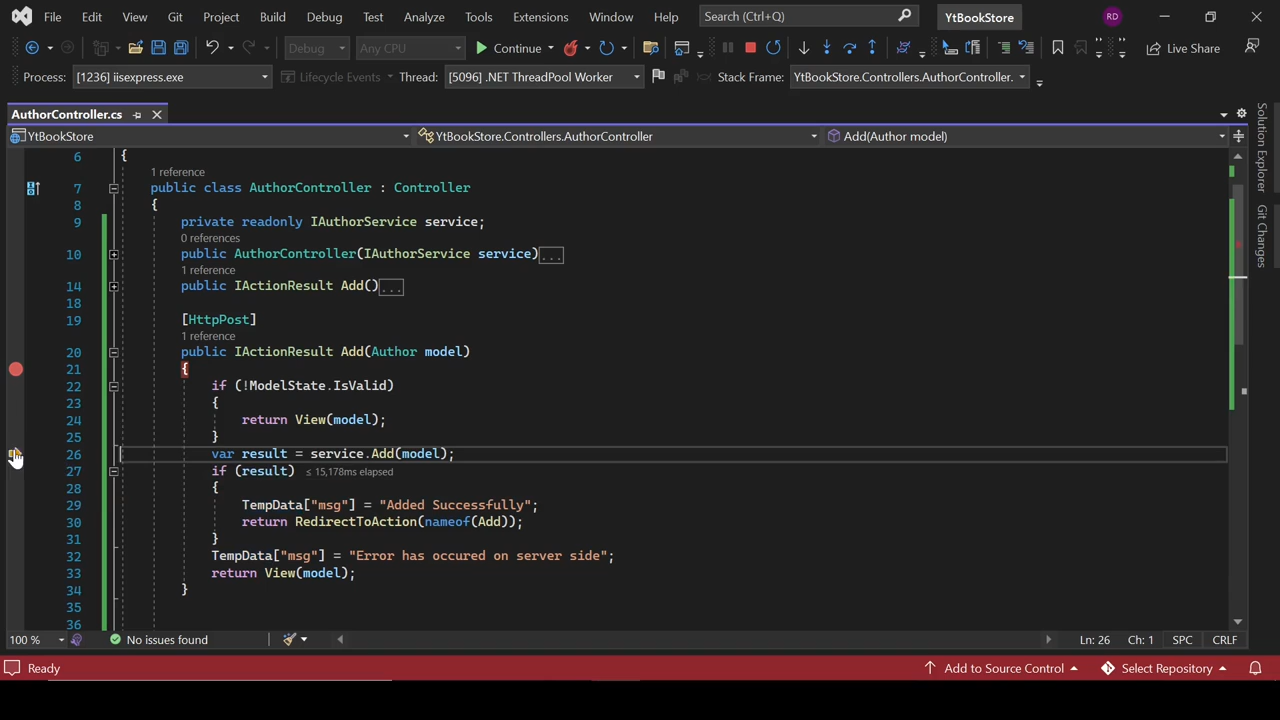 File Edit View Git Project Build Debug Test Analyze Tools Extensions Window Help Search (Ctrl+Q) YtBookStore RD
Debug Any CPU Continue Live Share
Process: [1236] iisexpress.exe Lifecycle Events Thread: [5096] .NET ThreadPool Worker Stack Frame: YtBookStore.Controllers.AuthorController.
AuthorController.cs
YtBookStore YtBookStore.Controllers.AuthorController Add(Author model)
6 {
1 reference
7 public class AuthorController : Controller
8 {
9 private readonly IAuthorService service;
0 references
10 public AuthorController(IAuthorService service)...
1 reference
14 public IActionResult Add()...
18
19 [HttpPost]
1 reference
20 public IActionResult Add(Author model)
21 {
22 if (!ModelState.IsValid)
23 {
24 return View(model);
25 }
26 var result = service.Add(model);
27 if (result) ≤ 15,178ms elapsed
28 {
29 TempData["msg"] = "Added Successfully";
30 return RedirectToAction(nameof(Add));
31 }
32 TempData["msg"] = "Error has occured on server side";
33 return View(model);
34 }
35
36
Solution Explorer
Git Changes
100 % No issues found Ln: 26 Ch: 1 SPC CRLF
Ready Add to Source Control Select Repository